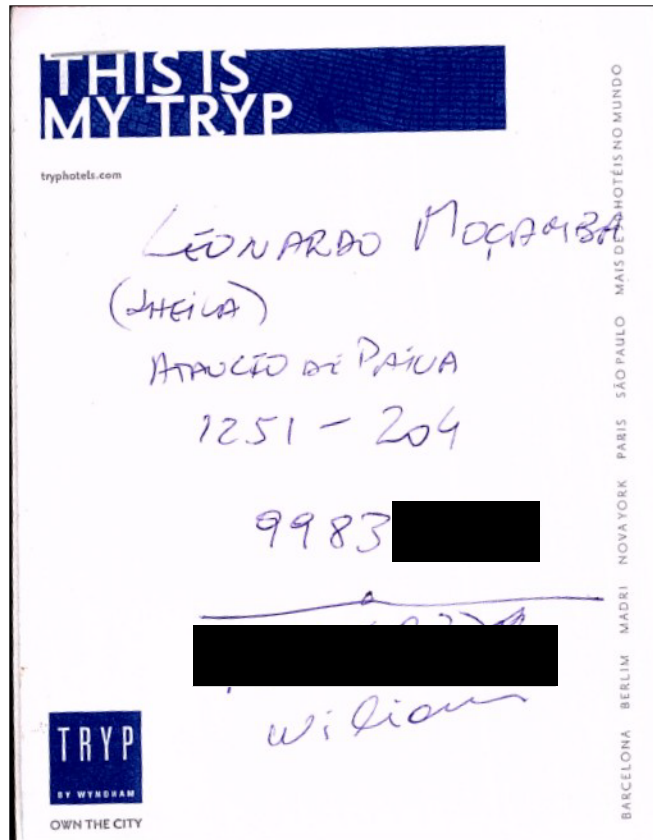 THIS IS
MY TRYP
tryphotels.com
LEONARDO MOÇAMBA
(SHEILA)
ATAULFO DE PAIVA
1251 - 204
9983
Wiliam
TRYP
BY WYNDHAM
OWN THE CITY
BARCELONA BERLIM MADRI NOVA YORK PARIS SÃO PAULO MAIS DE HOTÉIS NO MUNDO